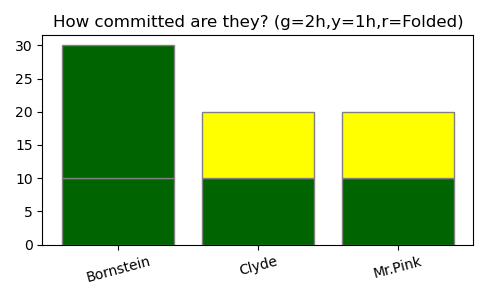 How committed are they? (g=2h,y=1h,r=Folded)
30
25
20
15
10
5
0
Bornstein
Clyde
Mr.Pink